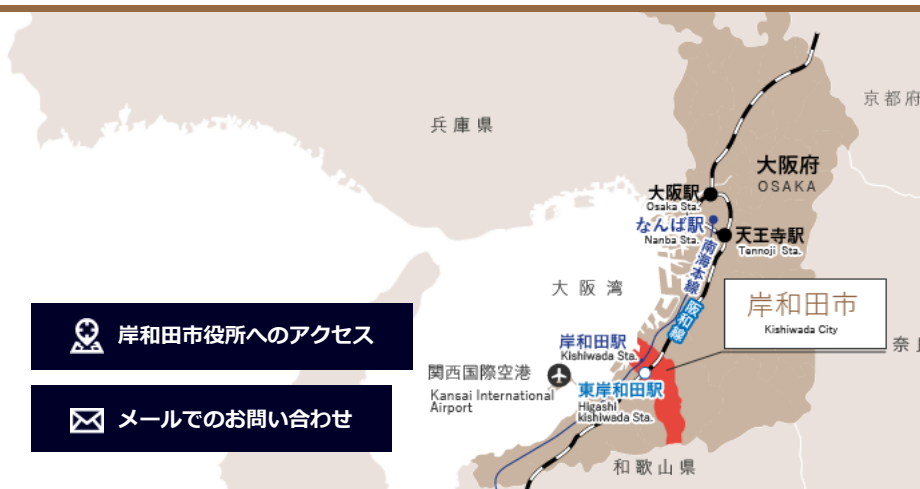 京都府
兵庫県
大阪府
OSAKA
大阪駅
Osaka Sta.
なんば駅
Nanba Sta.
天王寺駅
Tennoji Sta.
南海本線
大阪湾
阪和線
岸和田市
Kishiwada City
岸和田市役所へのアクセス
岸和田駅
Kishiwada Sta.
関西国際空港
Kansai International
Airport
東岸和田駅
Higashi
kishiwada Sta.
奈
メールでのお問い合わせ
和歌山県